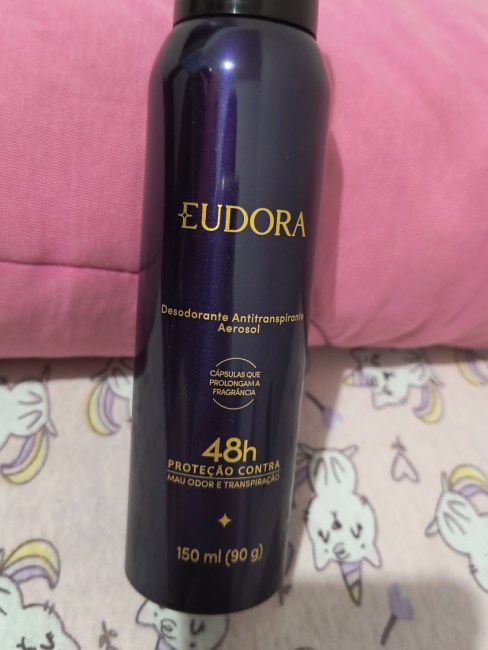 EUDORA
Desodorante Antitranspirante
Aerosol
CÁPSULAS QUE
PROLONGAM A
FRAGRÂNCIA
48h
PROTEÇÃO CONTRA
MAU ODOR E TRANSPIRAÇÃO
150 ml (90 g)